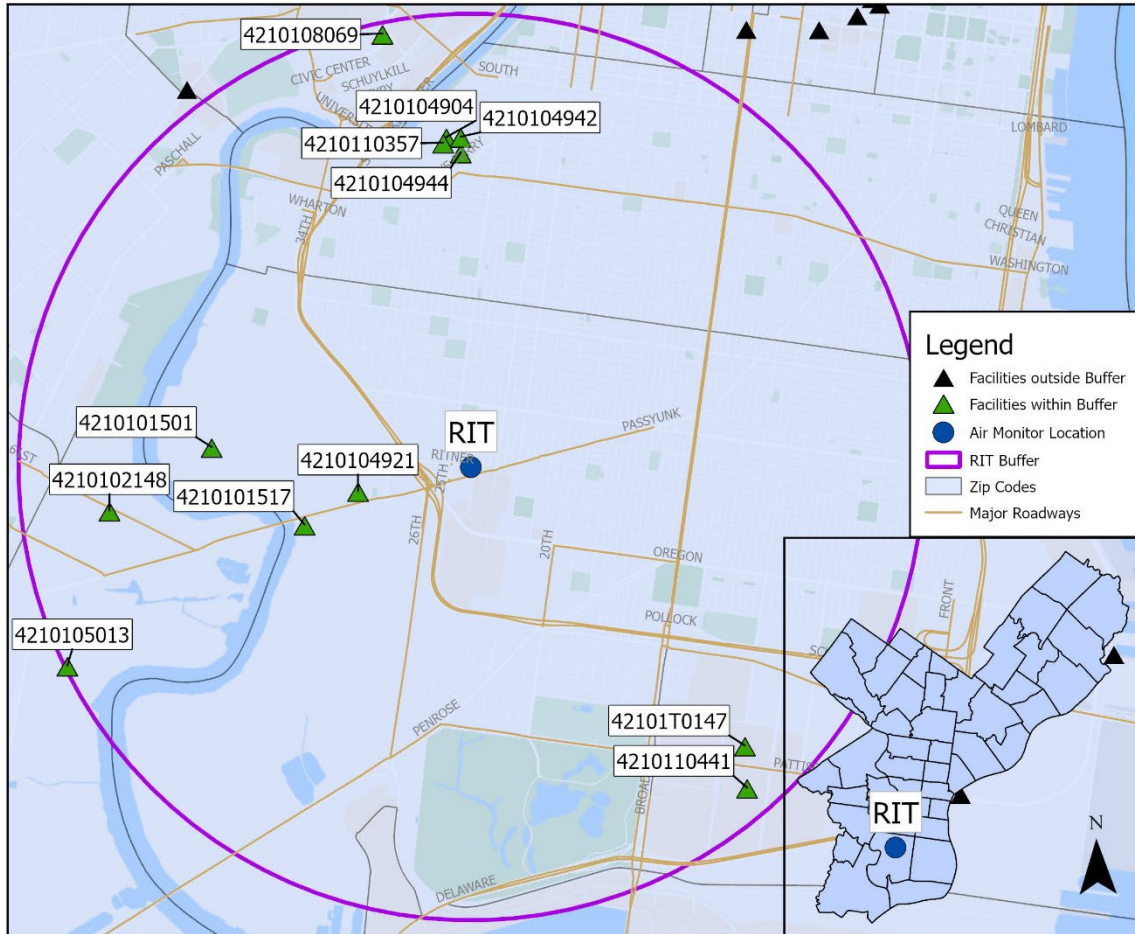 4210108069
CIVIC CENTER
SCHUYLKILL
SOUTH
4210104904
4210104942
4210110357
4210104944
PASCHALL
LOMBARD
WHARTON
34TH
QUEEN
CHRISTIAN
WASHINGTON
Legend
Facilities outside Buffer
Facilities within Buffer
Air Monitor Location
RIT Buffer
Zip Codes
Major Roadways
4210101501
RIT
PASSYUNK
61ST
4210104921
RITNER
25TH
4210102148
4210101517
26TH
20TH
OREGON
FRONT
POLLOCK
4210105013
PENROSE
42101T0147
4210110441
DELAWARE
RIT
N